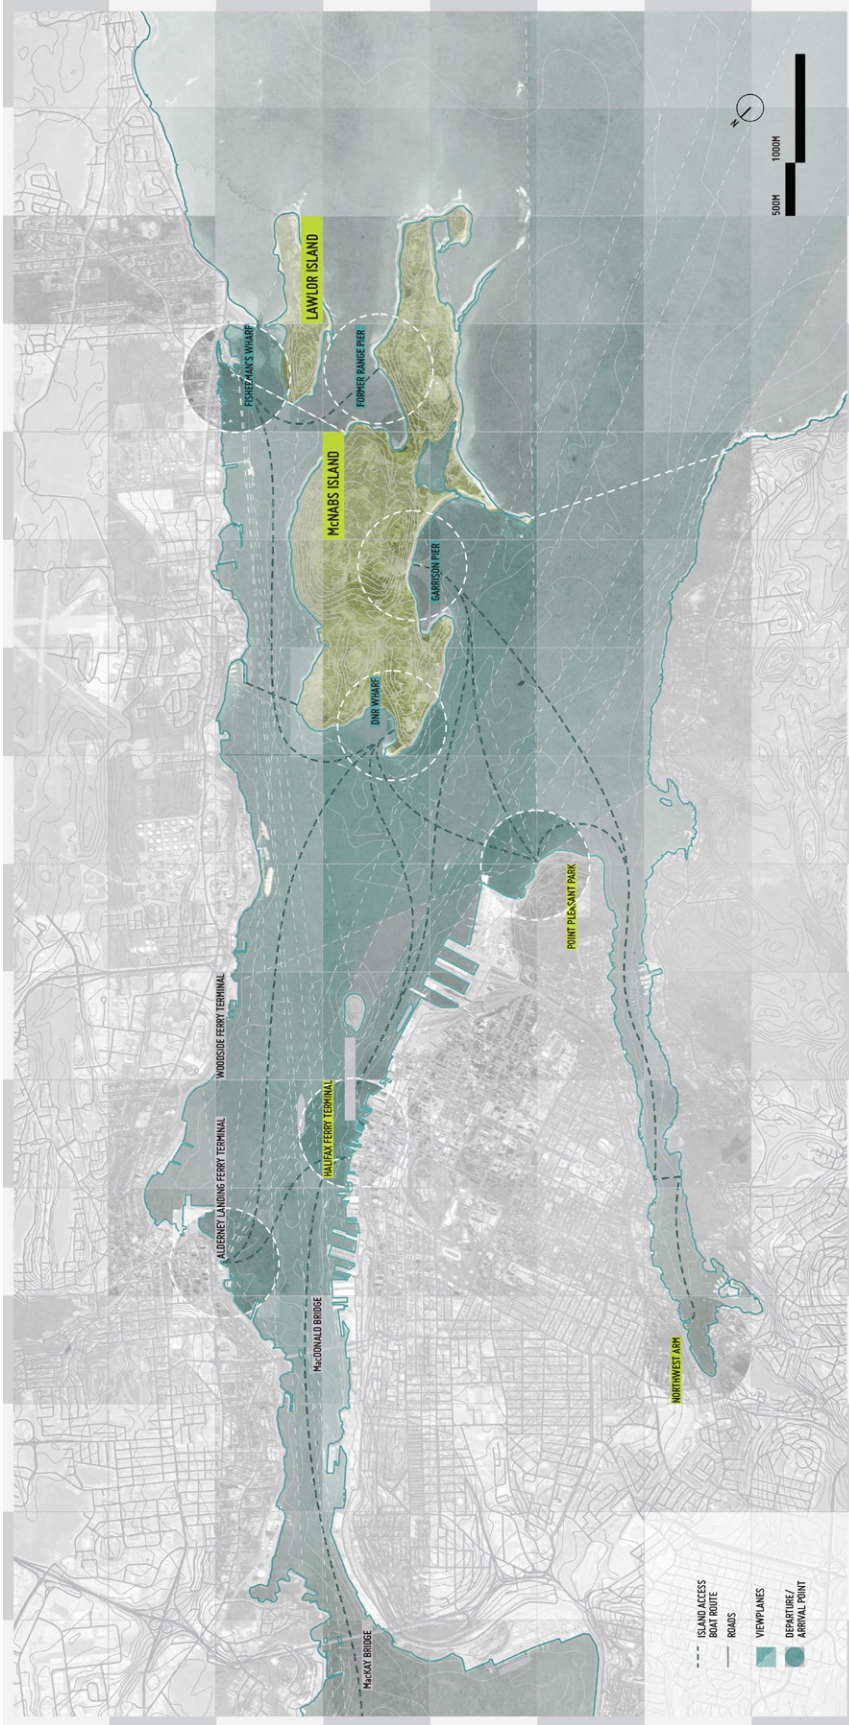 N
500M
1000M
LAWLOR ISLAND
FISHERMAN'S WHARF
FORMER RANGE PIER
McNABS ISLAND
GARRISON PIER
DNR WHARF
POINT PLEASANT PARK
WOODSIDE FERRY TERMINAL
HALIFAX FERRY TERMINAL
ALDERNEY LANDING FERRY TERMINAL
MacDONALD BRIDGE
NORTHWEST ARM
MacKAY BRIDGE
ISLAND ACCESS
BOAT ROUTE
ROADS
VIEWPLANES
DEPARTURE/
ARRIVAL POINT